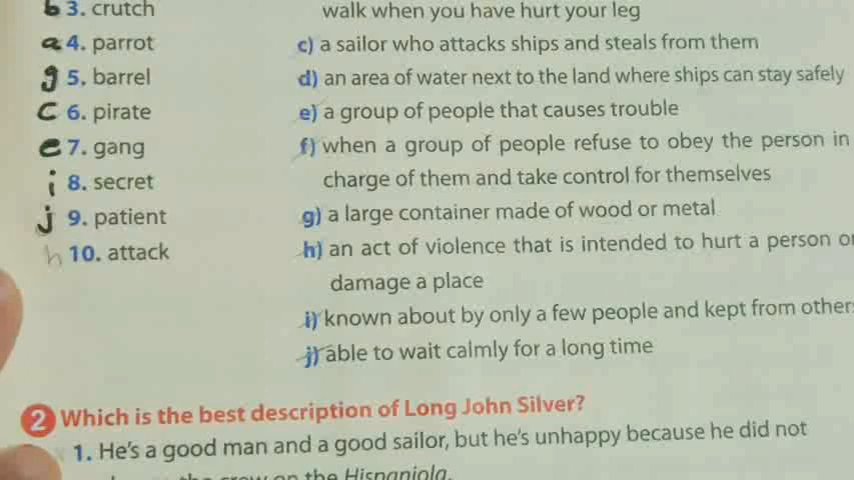 b 3. crutch
walk when you have hurt your leg
a 4. parrot
c) a sailor who attacks ships and steals from them
g 5. barrel
d) an area of water next to the land where ships can stay safely
c 6. pirate
e) a group of people that causes trouble
e 7. gang
f) when a group of people refuse to obey the person in
charge of them and take control for themselves
i 8. secret
j 9. patient
g) a large container made of wood or metal
h 10. attack
h) an act of violence that is intended to hurt a person or
damage a place
i) known about by only a few people and kept from other
j) able to wait calmly for a long time
2 Which is the best description of Long John Silver?
1. He's a good man and a good sailor, but he's unhappy because he did not
the crew on the Hispaniola.